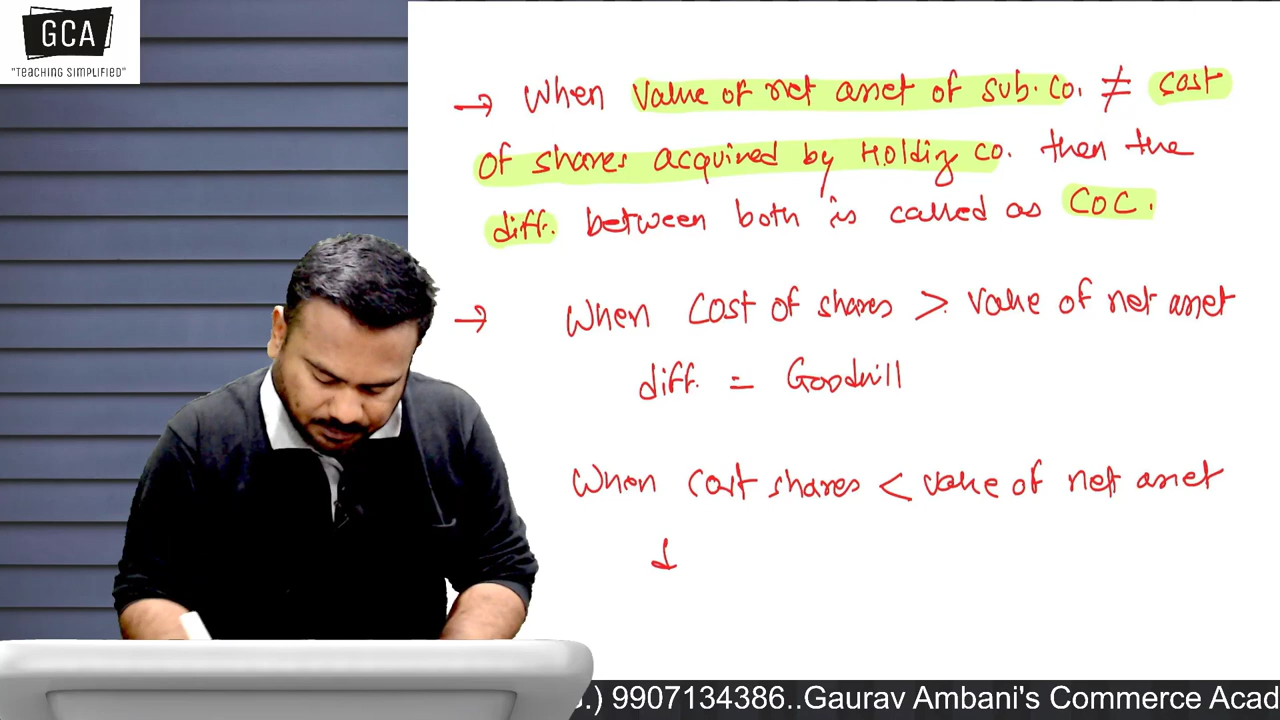 GCA
"TEACHING SIMPLIFIED"
→ When value of net asset of sub. co. ≠ cost
of shares acquired by Holding co. then the
diff. between both is called as COC.
→ When cost of shares > value of net asset
diff. = Goodwill
When cost shares < value of net asset
d
.) 9907134386..Gaurav Ambani's Commerce Acad